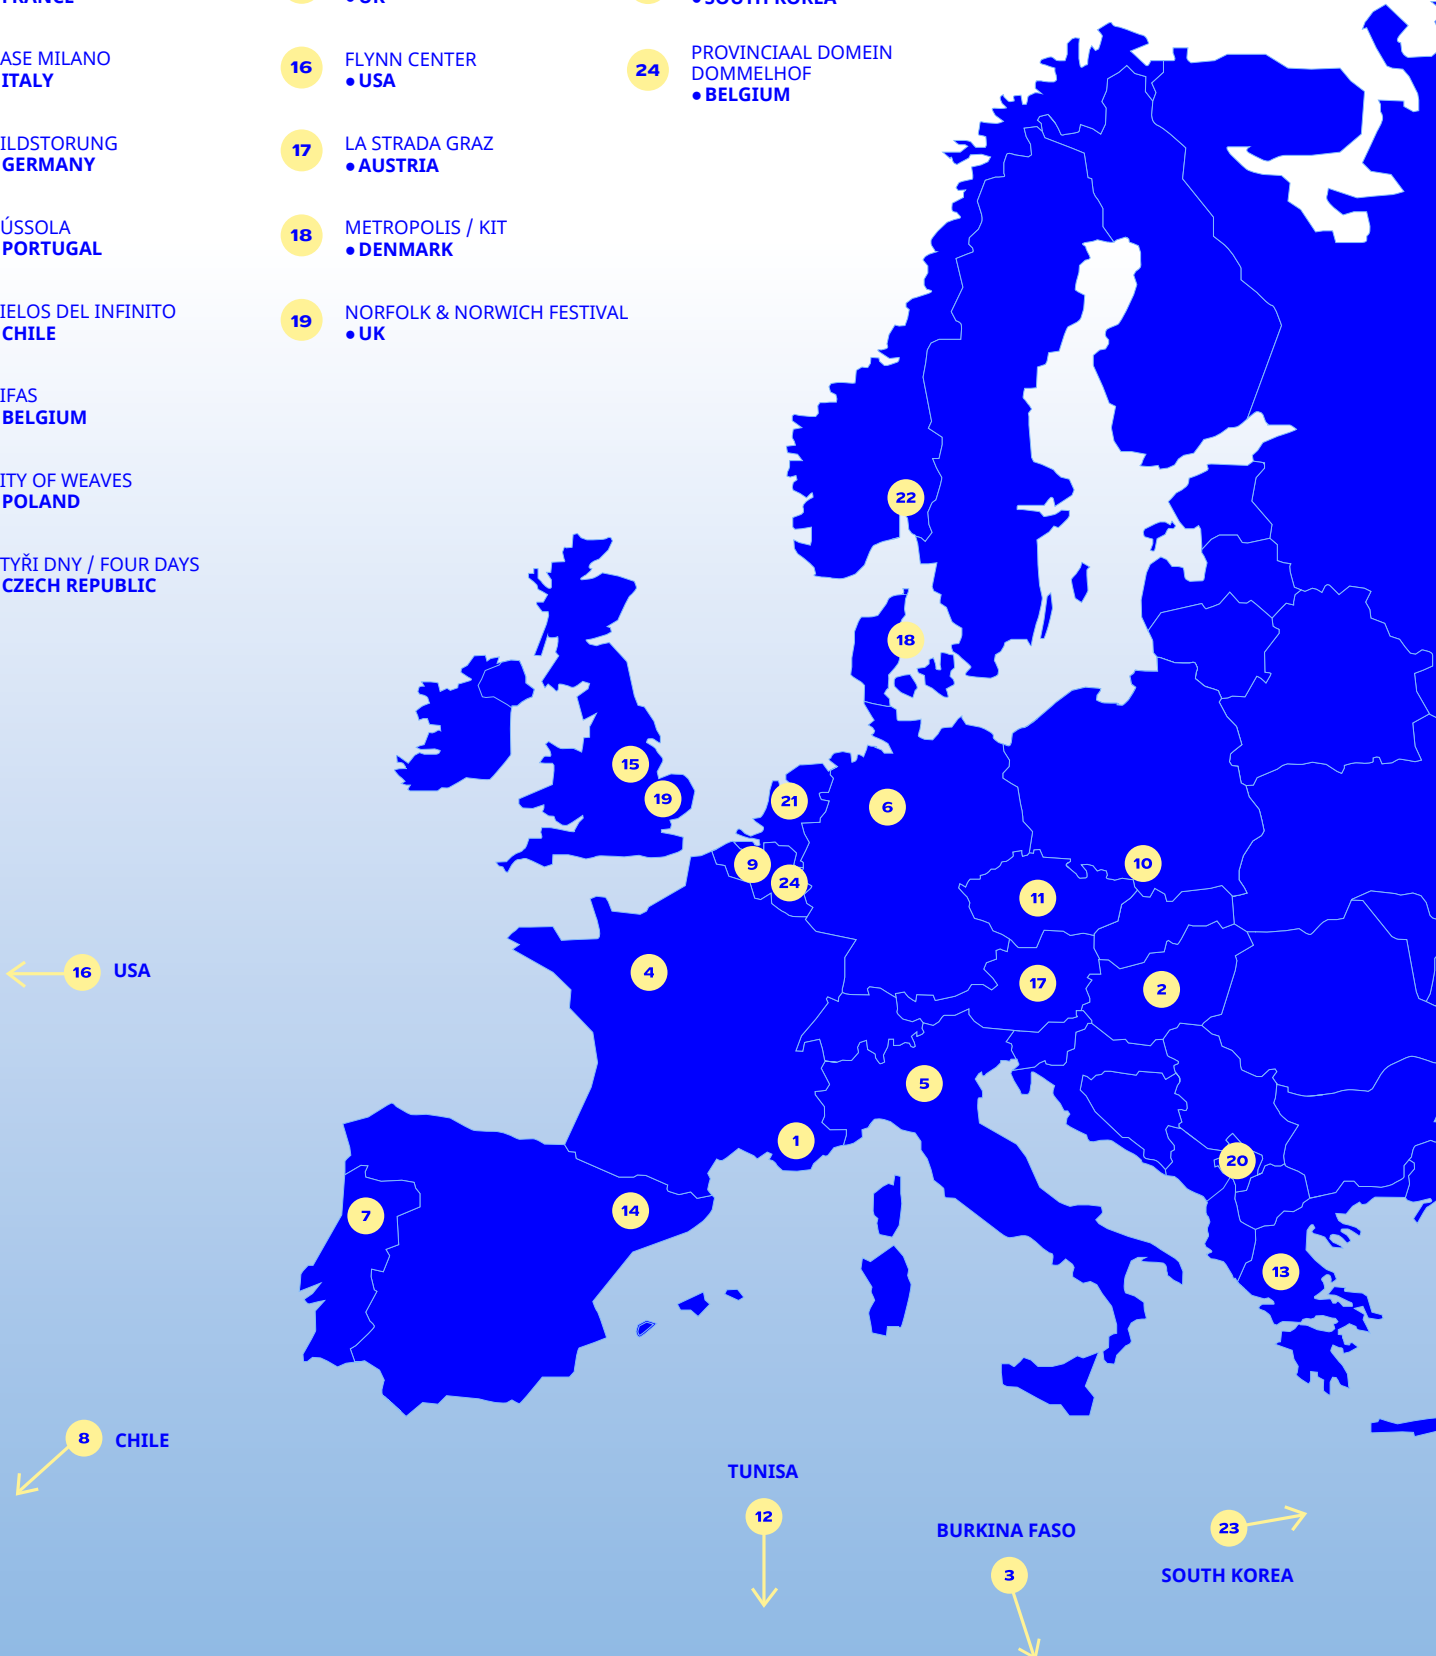 FRANCE
ASE MILANO
ITALY
ILDSTORUNG
GERMANY
ÚSSOLA
PORTUGAL
IELOS DEL INFINITO
CHILE
IFAS
BELGIUM
ITY OF WEAVES
POLAND
TYŘI DNY / FOUR DAYS
CZECH REPUBLIC
● UK
16 FLYNN CENTER
● USA
17 LA STRADA GRAZ
● AUSTRIA
18 METROPOLIS / KIT
● DENMARK
19 NORFOLK & NORWICH FESTIVAL
● UK
● SOUTH KOREA
24 PROVINCIAAL DOMEIN
DOMMELHOF
● BELGIUM
22
18
15
19
21
6
9
24
10
11
16 USA
4
17
2
5
1
20
7
14
13
8 CHILE
TUNISA
12
BURKINA FASO
3
23
SOUTH KOREA